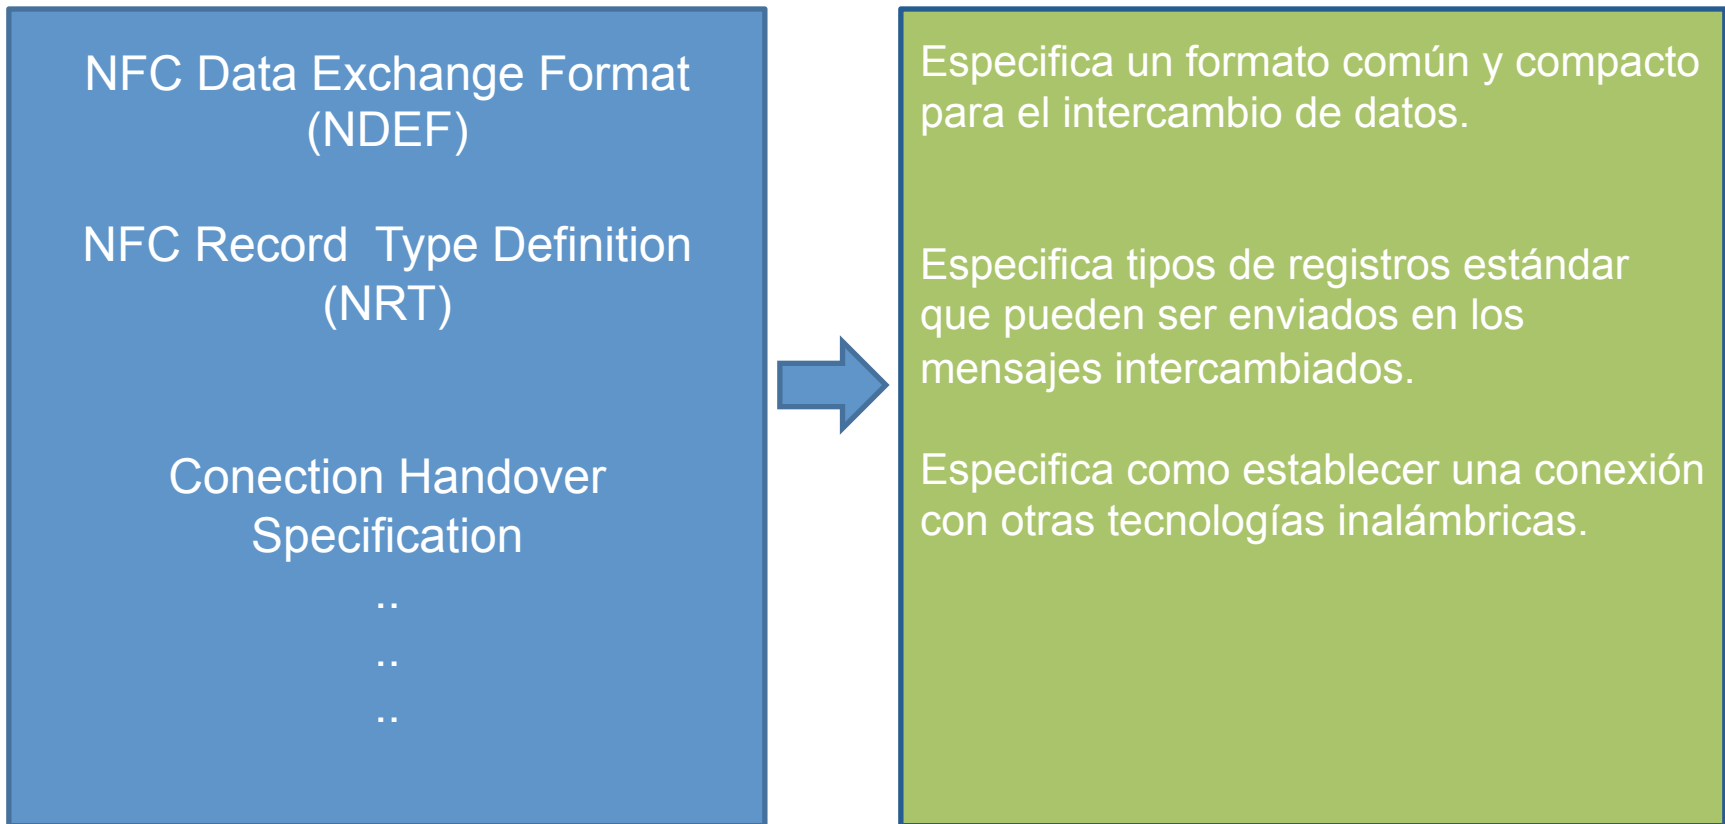 NFC Data Exchange Format
(NDEF)
NFC Record  Type Definition
(NRT)
Conection Handover
Specification
..
..
..
Especifica un formato común y compacto
para el intercambio de datos.
Especifica tipos de registros estándar
que pueden ser enviados en los
mensajes intercambiados.
Especifica como establecer una conexión
con otras tecnologías inalámbricas.